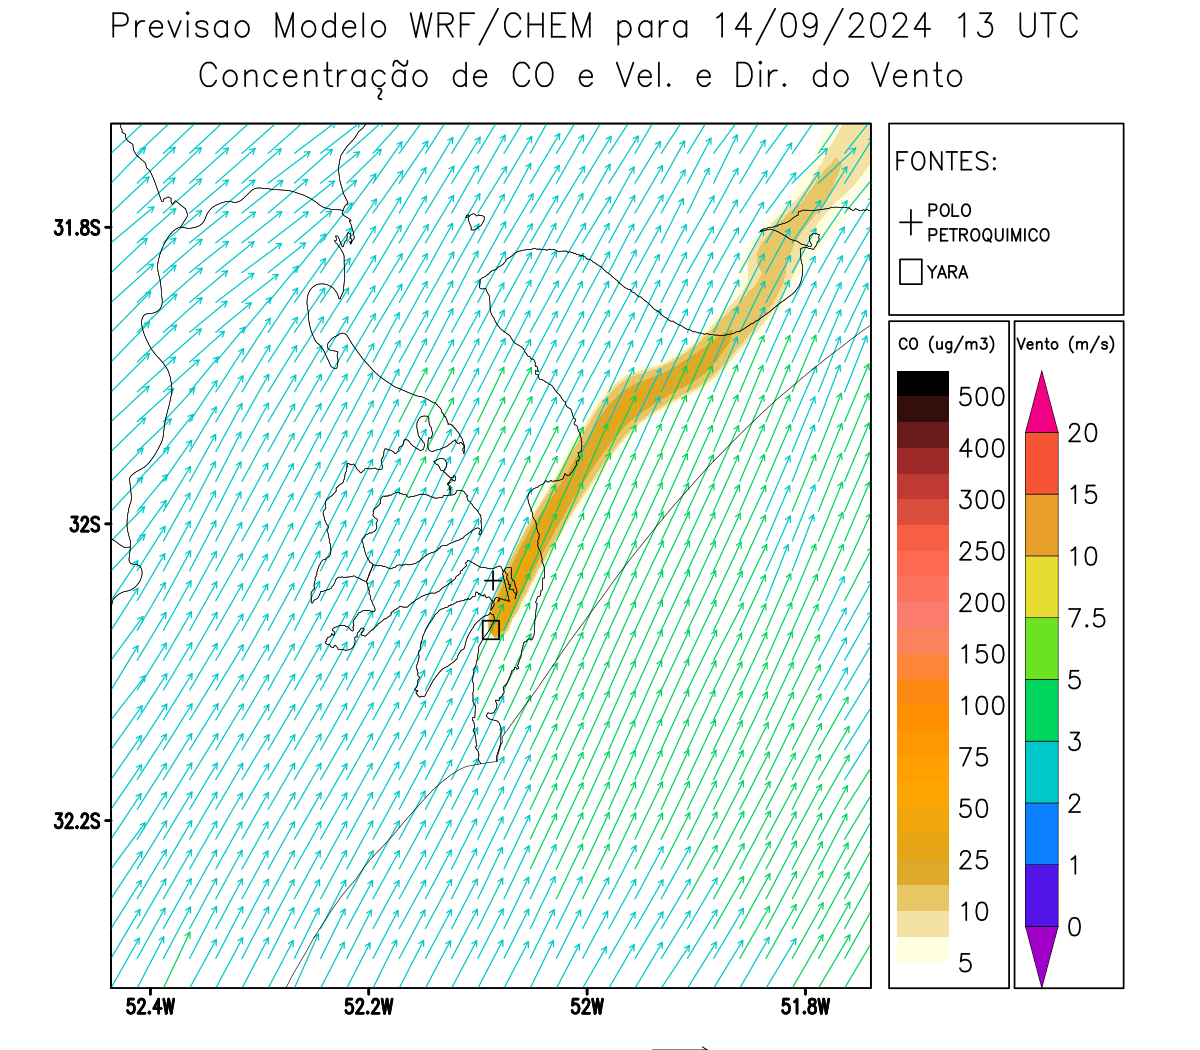 Previsao Modelo WRF/CHEM para 14/09/2024 13 UTC
Concentração de CO e Vel. e Dir. do Vento
FONTES:
POLO
PETROQUIMICO
YARA
CO (ug/m3)
500
400
300
250
200
150
100
75
50
25
10
5
Vento (m/s)
20
15
10
7.5
5
3
2
1
0
31.8S
32S
32.2S
52.4W
52.2W
52W
51.8W